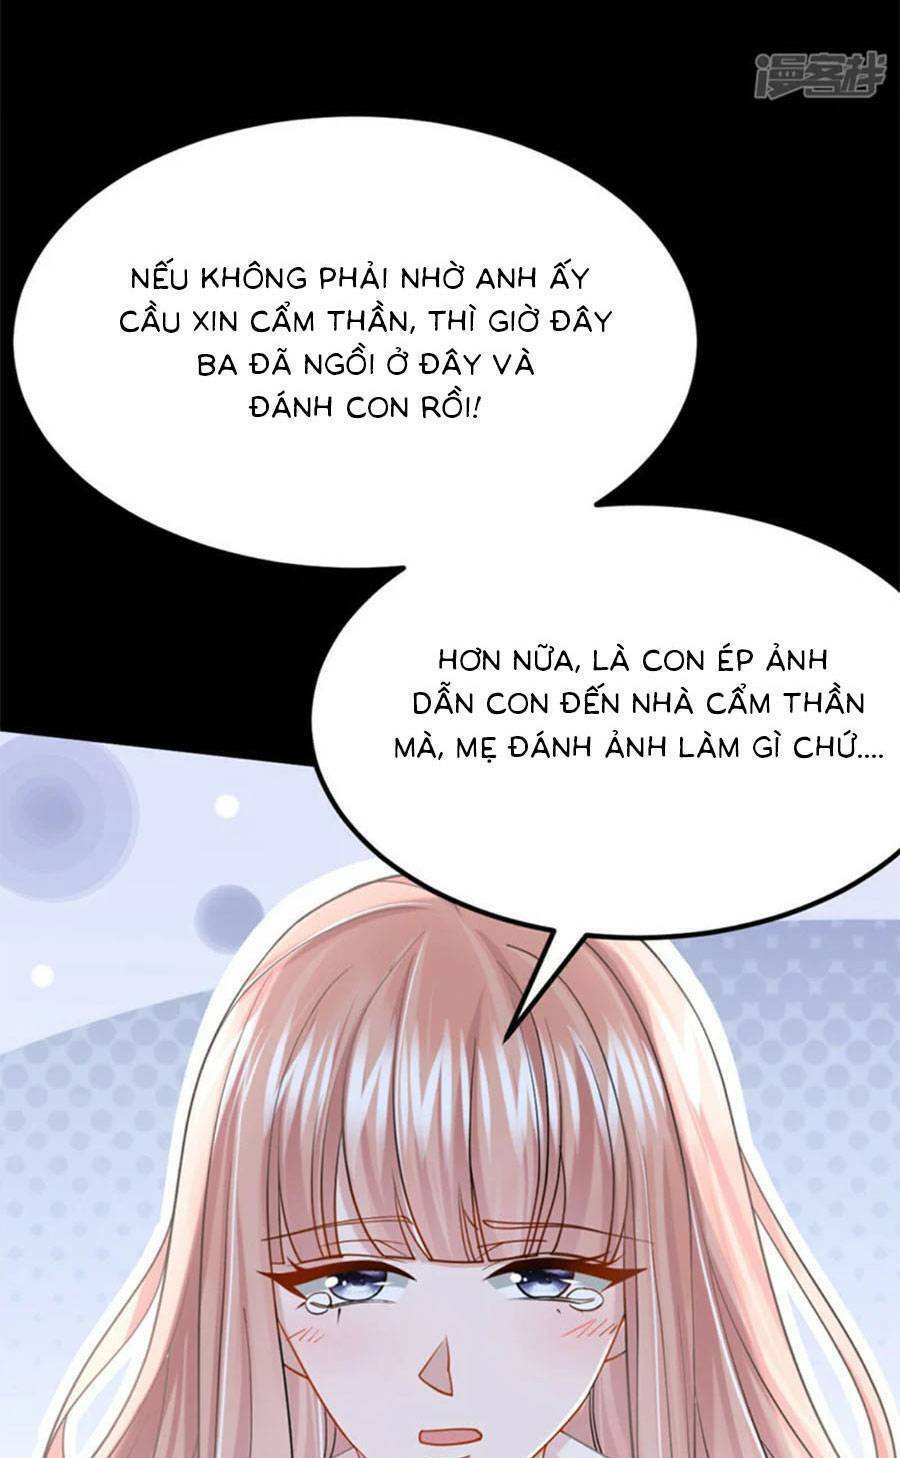 漫客栈
NẾU KHÔNG PHẢI NHỜ ANH ẤY
CẦU XIN CẨM THẦN, THÌ GIỜ ĐÂY
BA ĐÃ NGỒI Ở ĐÂY VÀ
ĐÁNH CON RỒI!
HƠN NỮA, LÀ CON ÉP ẢNH
DẪN CON ĐẾN NHÀ CẨM THẦN
MÀ, MẸ ĐÁNH ẢNH LÀM GÌ CHỨ....